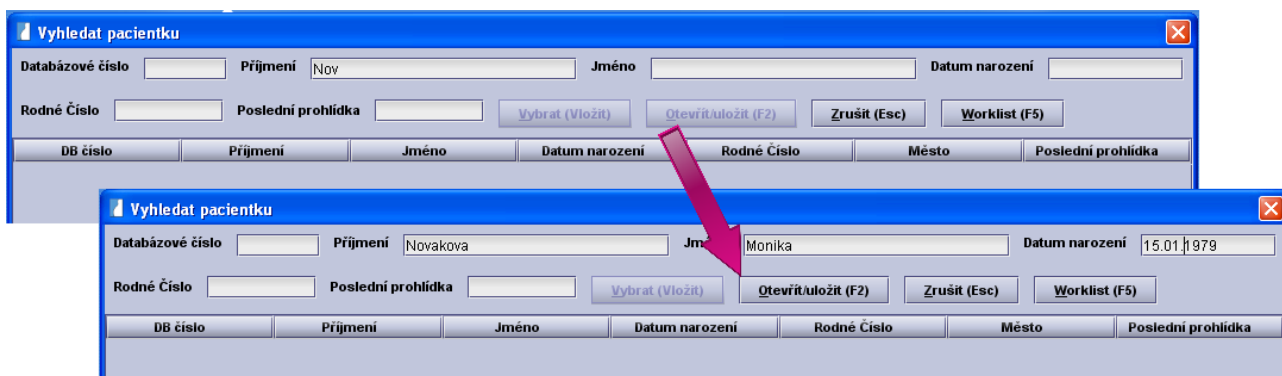 Vyhledat pacientku
Databázové číslo Příjmení Nov Jméno Datum narození
Rodné Číslo Poslední prohlídka Vybrat (Vložit) Otevřít/uložit (F2) Zrušit (Esc) Worklist (F5)
DB číslo Příjmení Jméno Datum narození Rodné Číslo Město Poslední prohlídka
Vyhledat pacientku
Databázové číslo Příjmení Novakova Monika Datum narození 15.01.1979
Rodné Číslo Poslední prohlídka Vybrat (Vložit) Otevřít/uložit (F2) Zrušit (Esc) Worklist (F5)
DB číslo Příjmení Jméno Datum narození Rodné Číslo Město Poslední prohlídka